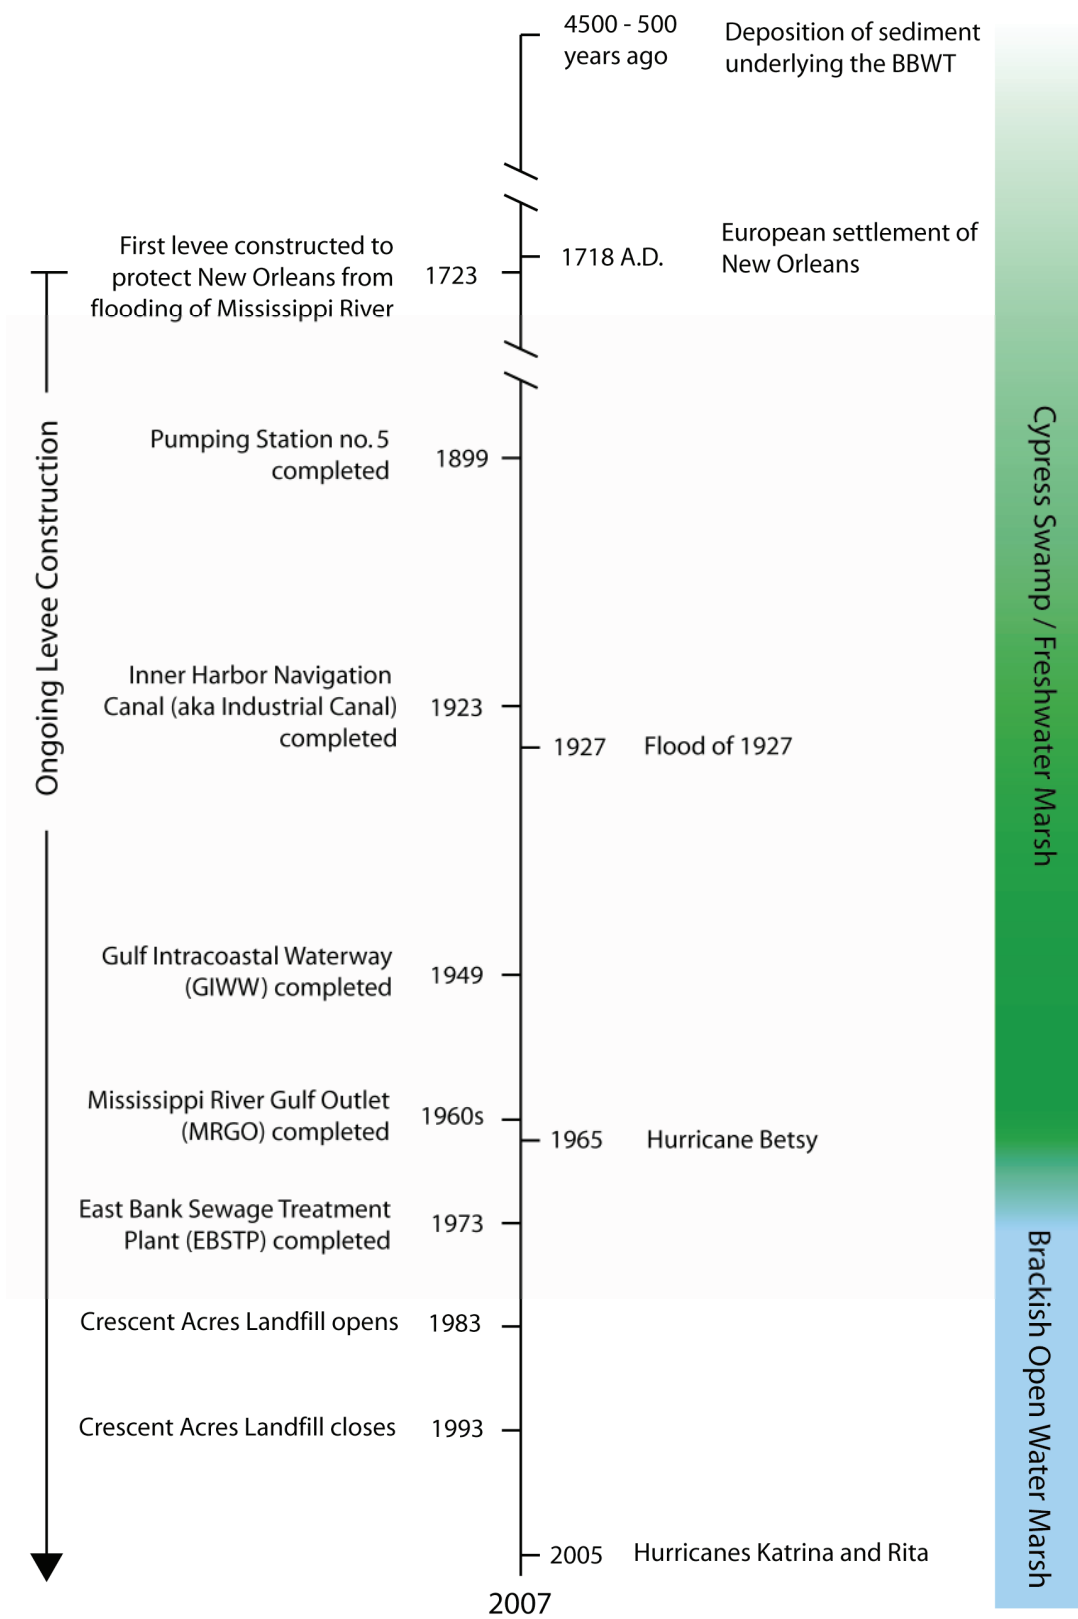 4500 - 500
years ago
Deposition of sediment
underlying the BBWT
First levee constructed to
protect New Orleans from
flooding of Mississippi River
1723
1718 A.D.
European settlement of
New Orleans
Ongoing Levee Construction
Cypress Swamp / Freshwater Marsh
Pumping Station no. 5
completed
1899
Inner Harbor Navigation
Canal (aka Industrial Canal)
completed
1923
1927
Flood of 1927
Gulf Intracoastal Waterway
(GIWW) completed
1949
Mississippi River Gulf Outlet
(MRGO) completed
1960s
1965
Hurricane Betsy
East Bank Sewage Treatment
Plant (EBSTP) completed
1973
Brackish Open Water Marsh
Crescent Acres Landfill opens
1983
Crescent Acres Landfill closes
1993
2005
Hurricanes Katrina and Rita
2007